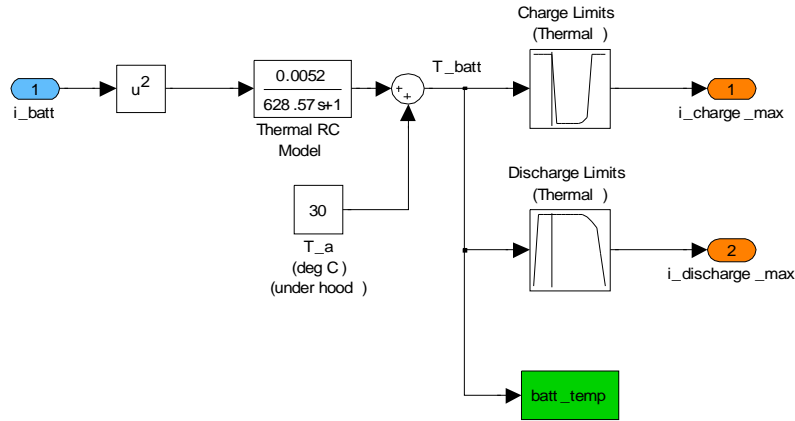 Charge Limits
(Thermal )
T_batt
1
i_batt
u2
0.0052
628 .57s+1
Thermal RC
Model
+
+
1
i_charge _max
30
T_a
(deg C )
(under hood )
Discharge Limits
(Thermal )
2
i_discharge _max
batt _temp